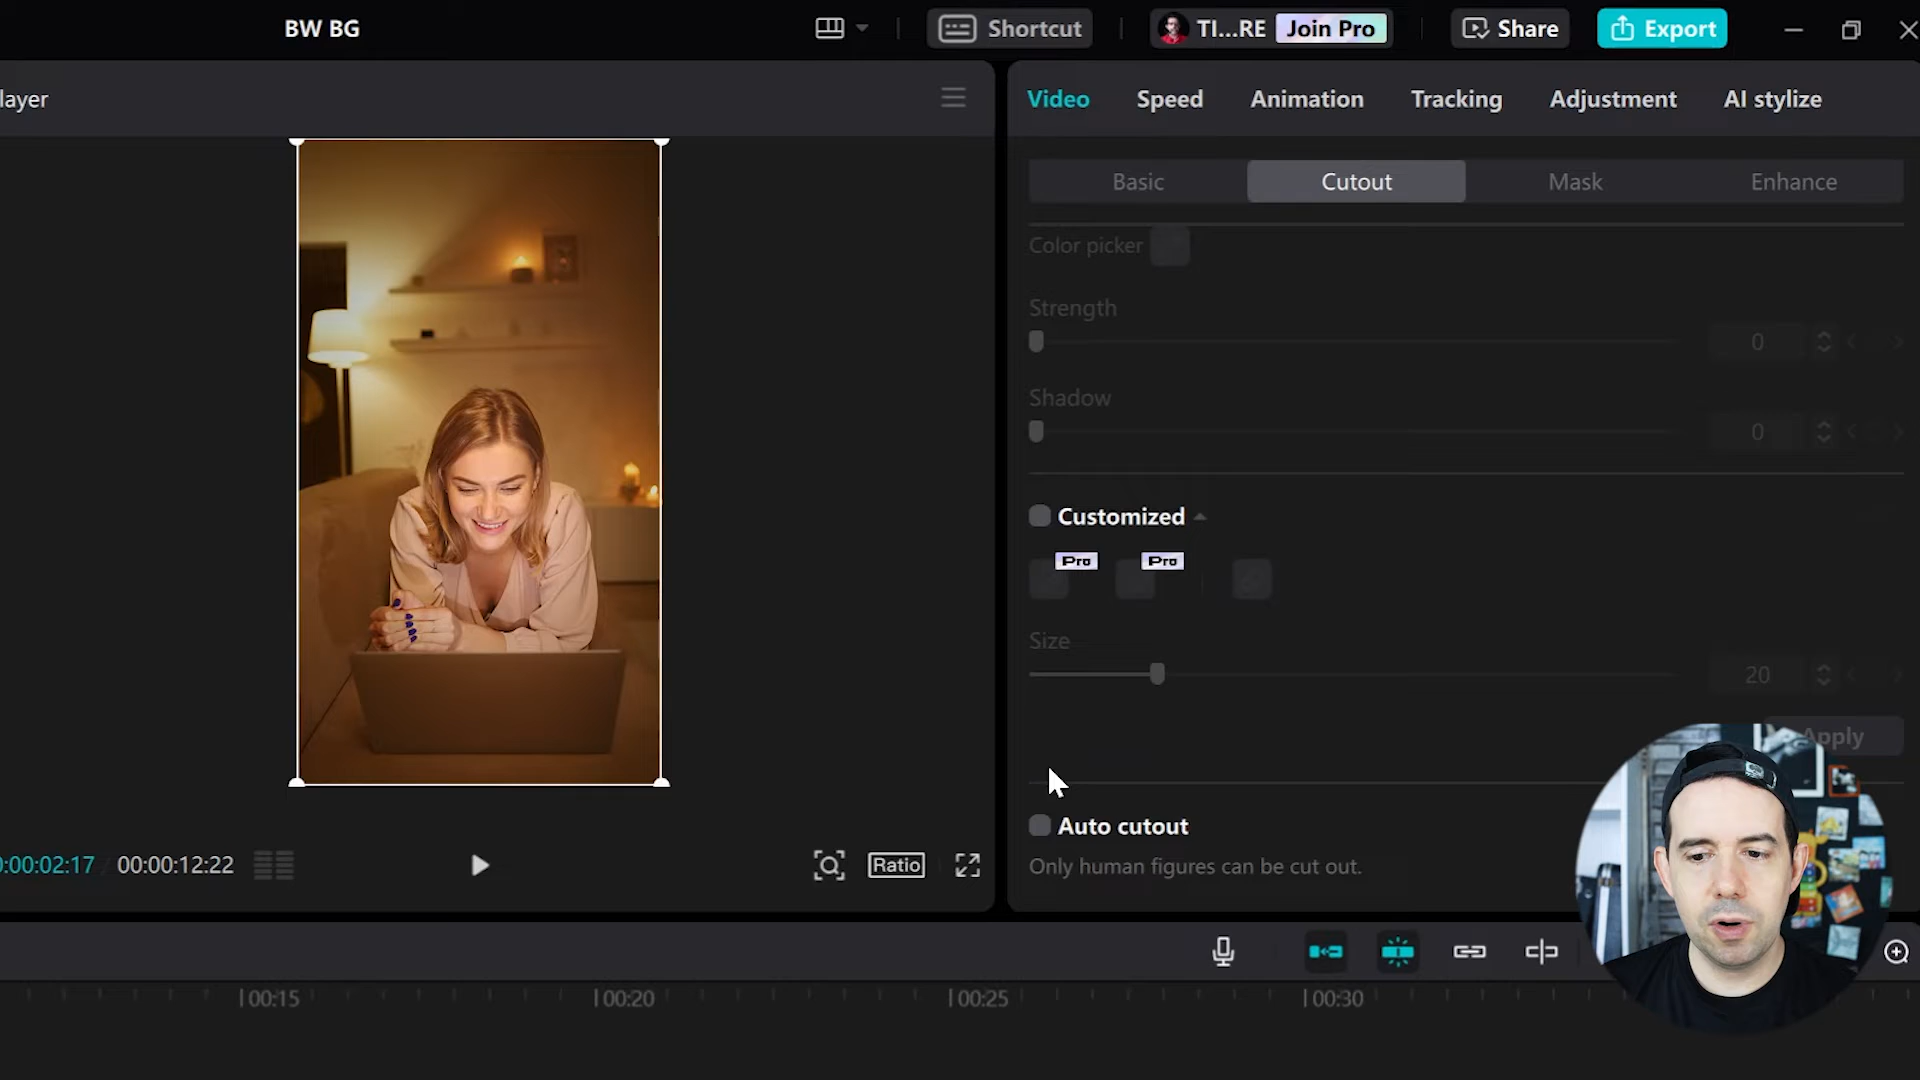 BW BG
Shortcut
TI...RE Join Pro
Share
Export
layer
Video Speed Animation Tracking Adjustment AI stylize
Basic Cutout Mask Enhance
Color picker
Strength
0
Shadow
0
Customized
Pro Pro
Size
20
Apply
Auto cutout
Only human figures can be cut out.
0:00:02:17 00:00:12:22
Ratio
00:15 00:20 00:25 00:30